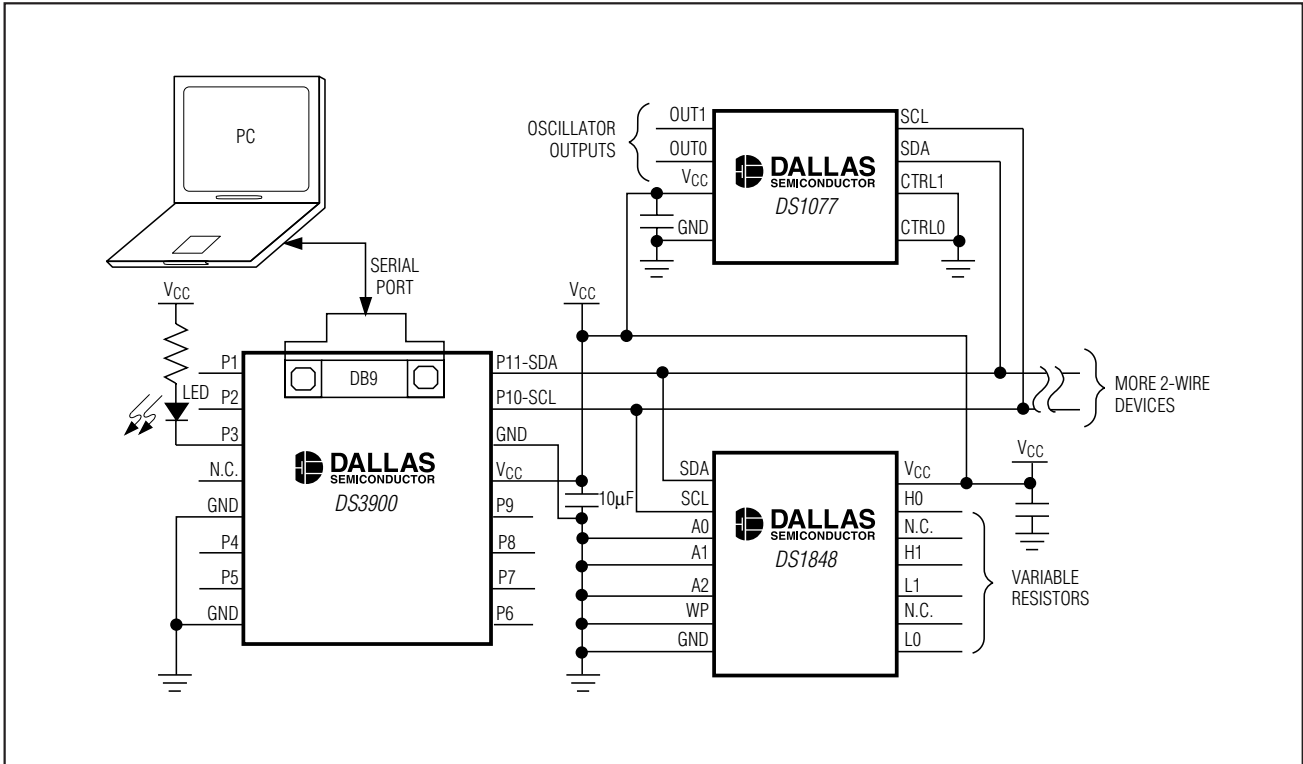 PC
SERIAL
PORT
VCC
LED
DB9
P1
P2
P3
N.C.
GND
P4
P5
GND
DALLAS
SEMICONDUCTOR
DS3900
P11-SDA
P10-SCL
GND
VCC
P9
P8
P7
P6
VCC
10μF
OSCILLATOR
OUTPUTS
OUT1
OUT0
VCC
GND
DALLAS
SEMICONDUCTOR
DS1077
SCL
SDA
CTRL1
CTRL0
MORE 2-WIRE
DEVICES
SDA
SCL
A0
A1
A2
WP
GND
DALLAS
SEMICONDUCTOR
DS1848
VCC
H0
N.C.
H1
L1
N.C.
L0
VCC
VARIABLE
RESISTORS